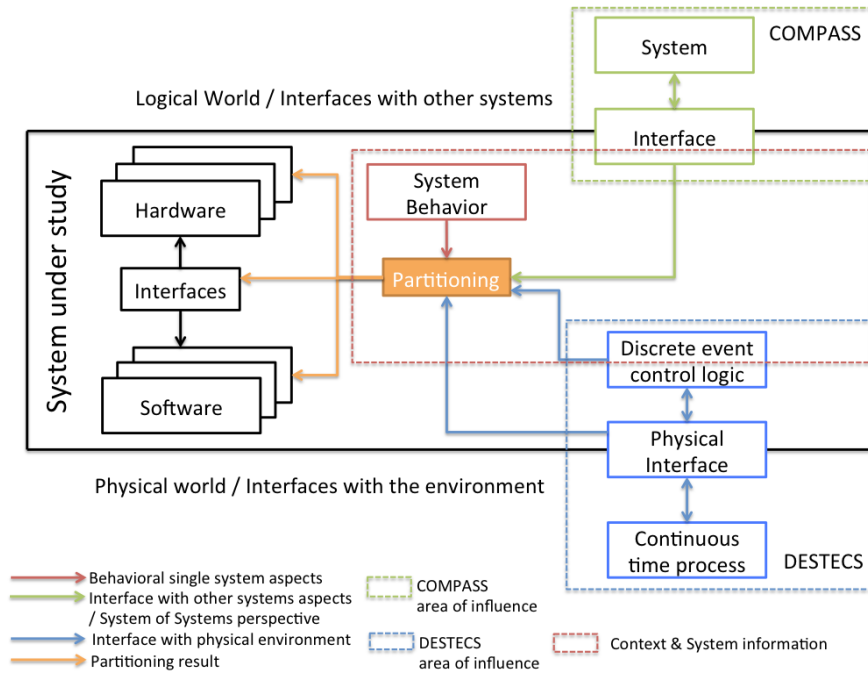 COMPASS
System
Logical World / Interfaces with other systems
Interface
System under study
Hardware
System
Behavior
Interfaces
Partitioning
Software
Discrete event
control logic
Physical
Interface
Physical world / Interfaces with the environment
Continuous
time process
DESTECS
Behavioral single system aspects
Interface with other systems aspects
/ System of Systems perspective
Interface with physical environment
Partitioning result
COMPASS
area of influence
DESTECS
area of influence
Context & System information